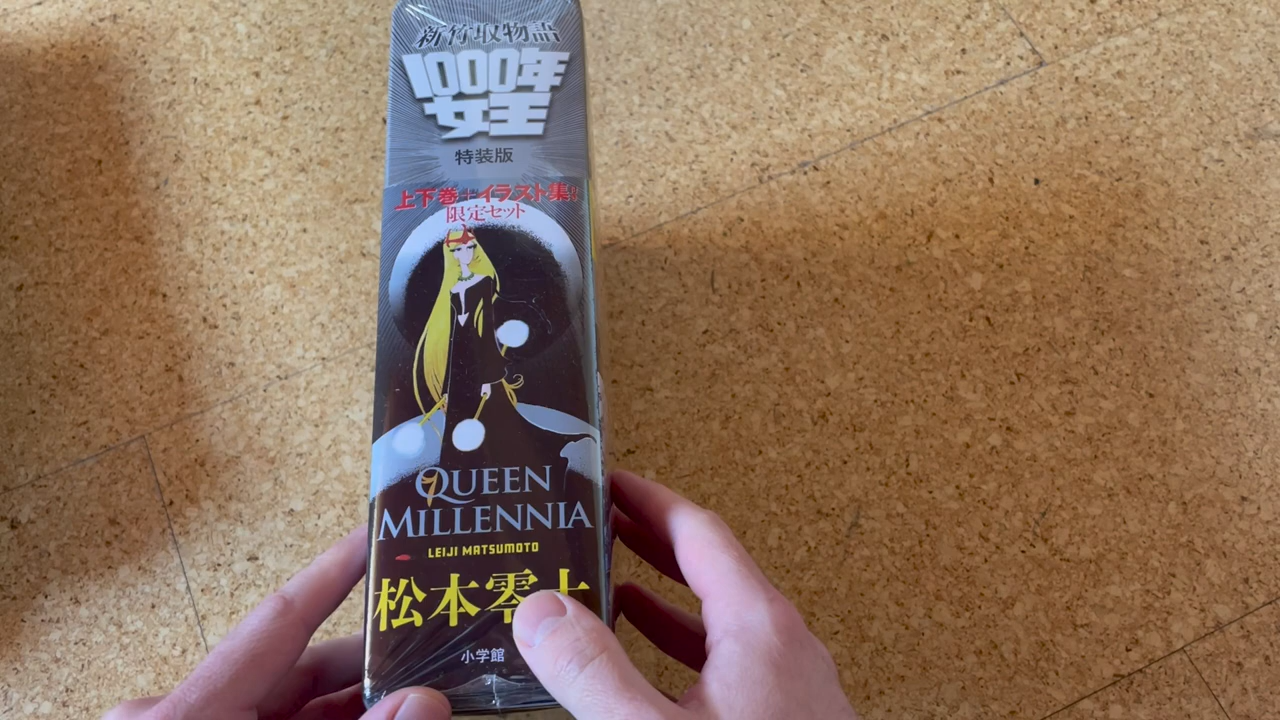 新竹取物語
1000年
女王
特装版
上下巻+イラスト集付き
限定セット
QUEEN
MILLENNIA
LEIJI MATSUMOTO
松本零士
小学館